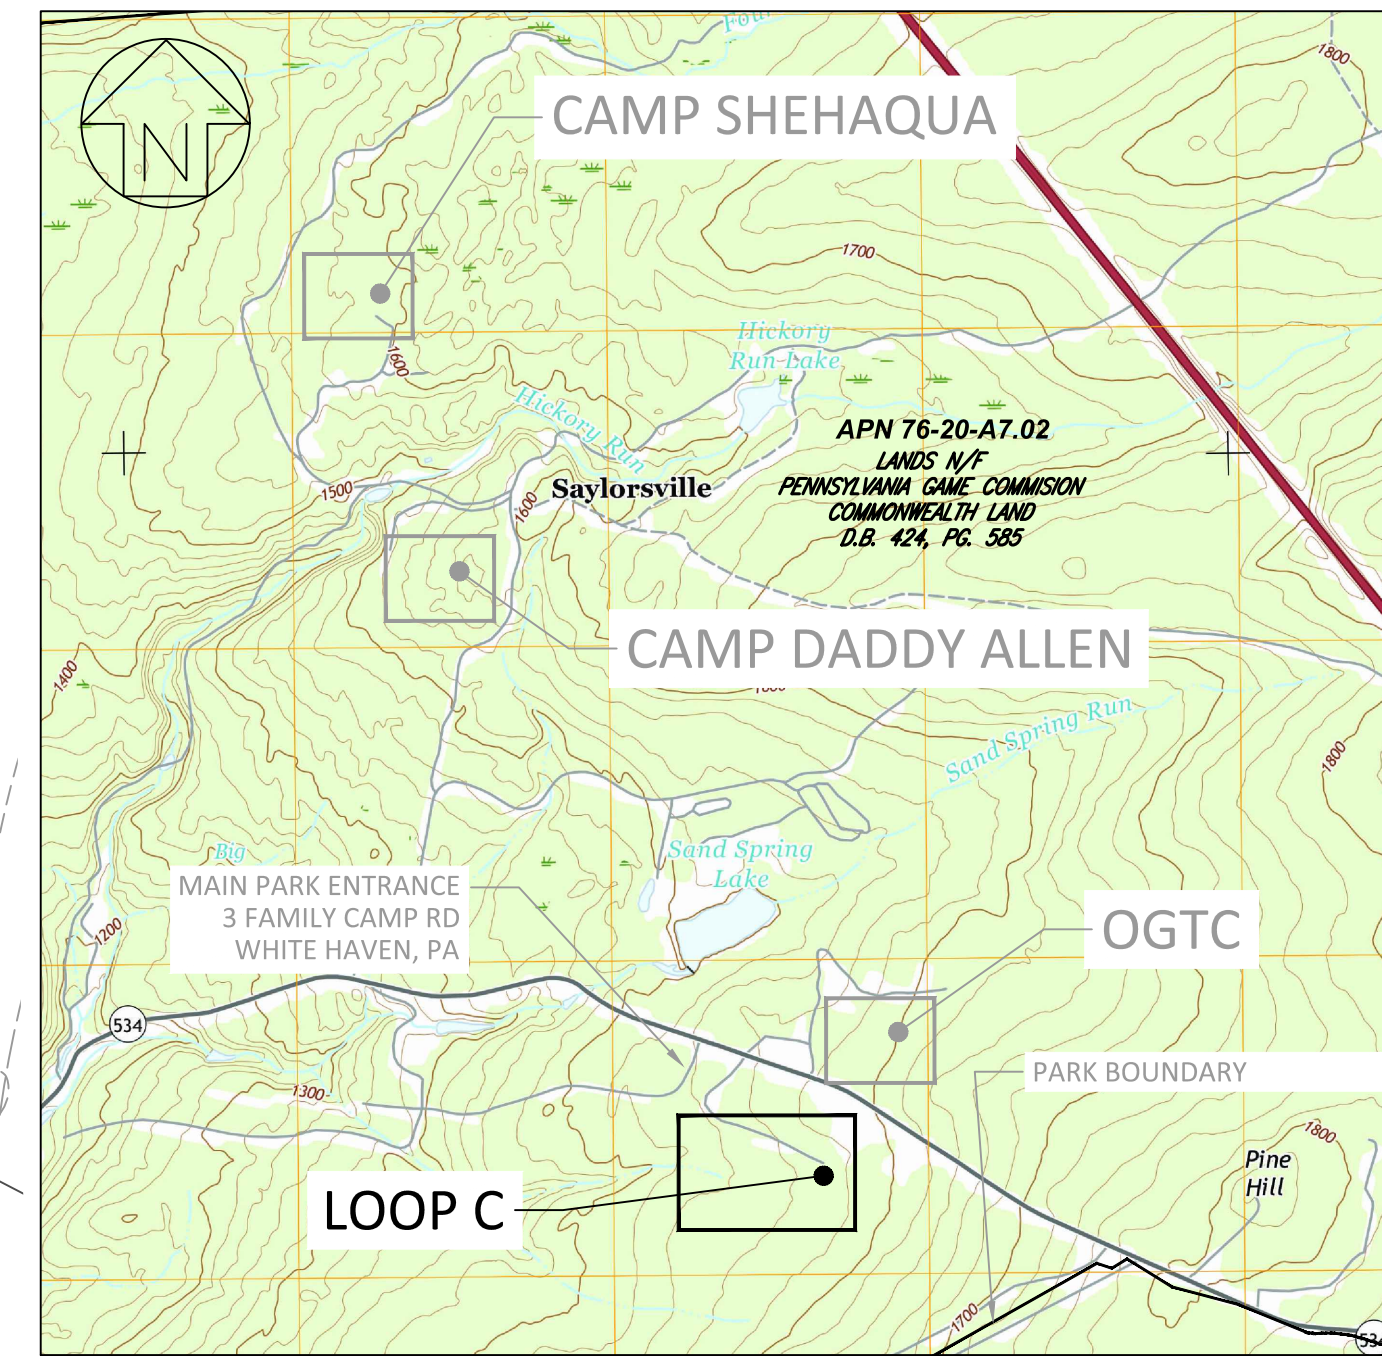 Four
1800
N
CAMP SHEHAQUA
1700
Hickory
Run Lake
1600
Hickory Run
APN 76-20-A7.02
LANDS N/F
PENNSYLVANIA GAME COMMISION
COMMONWEALTH LAND
D.B. 424, PG. 585
1500
Saylorsville
1600
CAMP DADDY ALLEN
1400
Sand Spring Run
1800
Big
Sand Spring
Lake
MAIN PARK ENTRANCE
3 FAMILY CAMP RD
WHITE HAVEN, PA
1200
OGTC
534
PARK BOUNDARY
1300
1800
Pine
Hill
LOOP C
1700
534